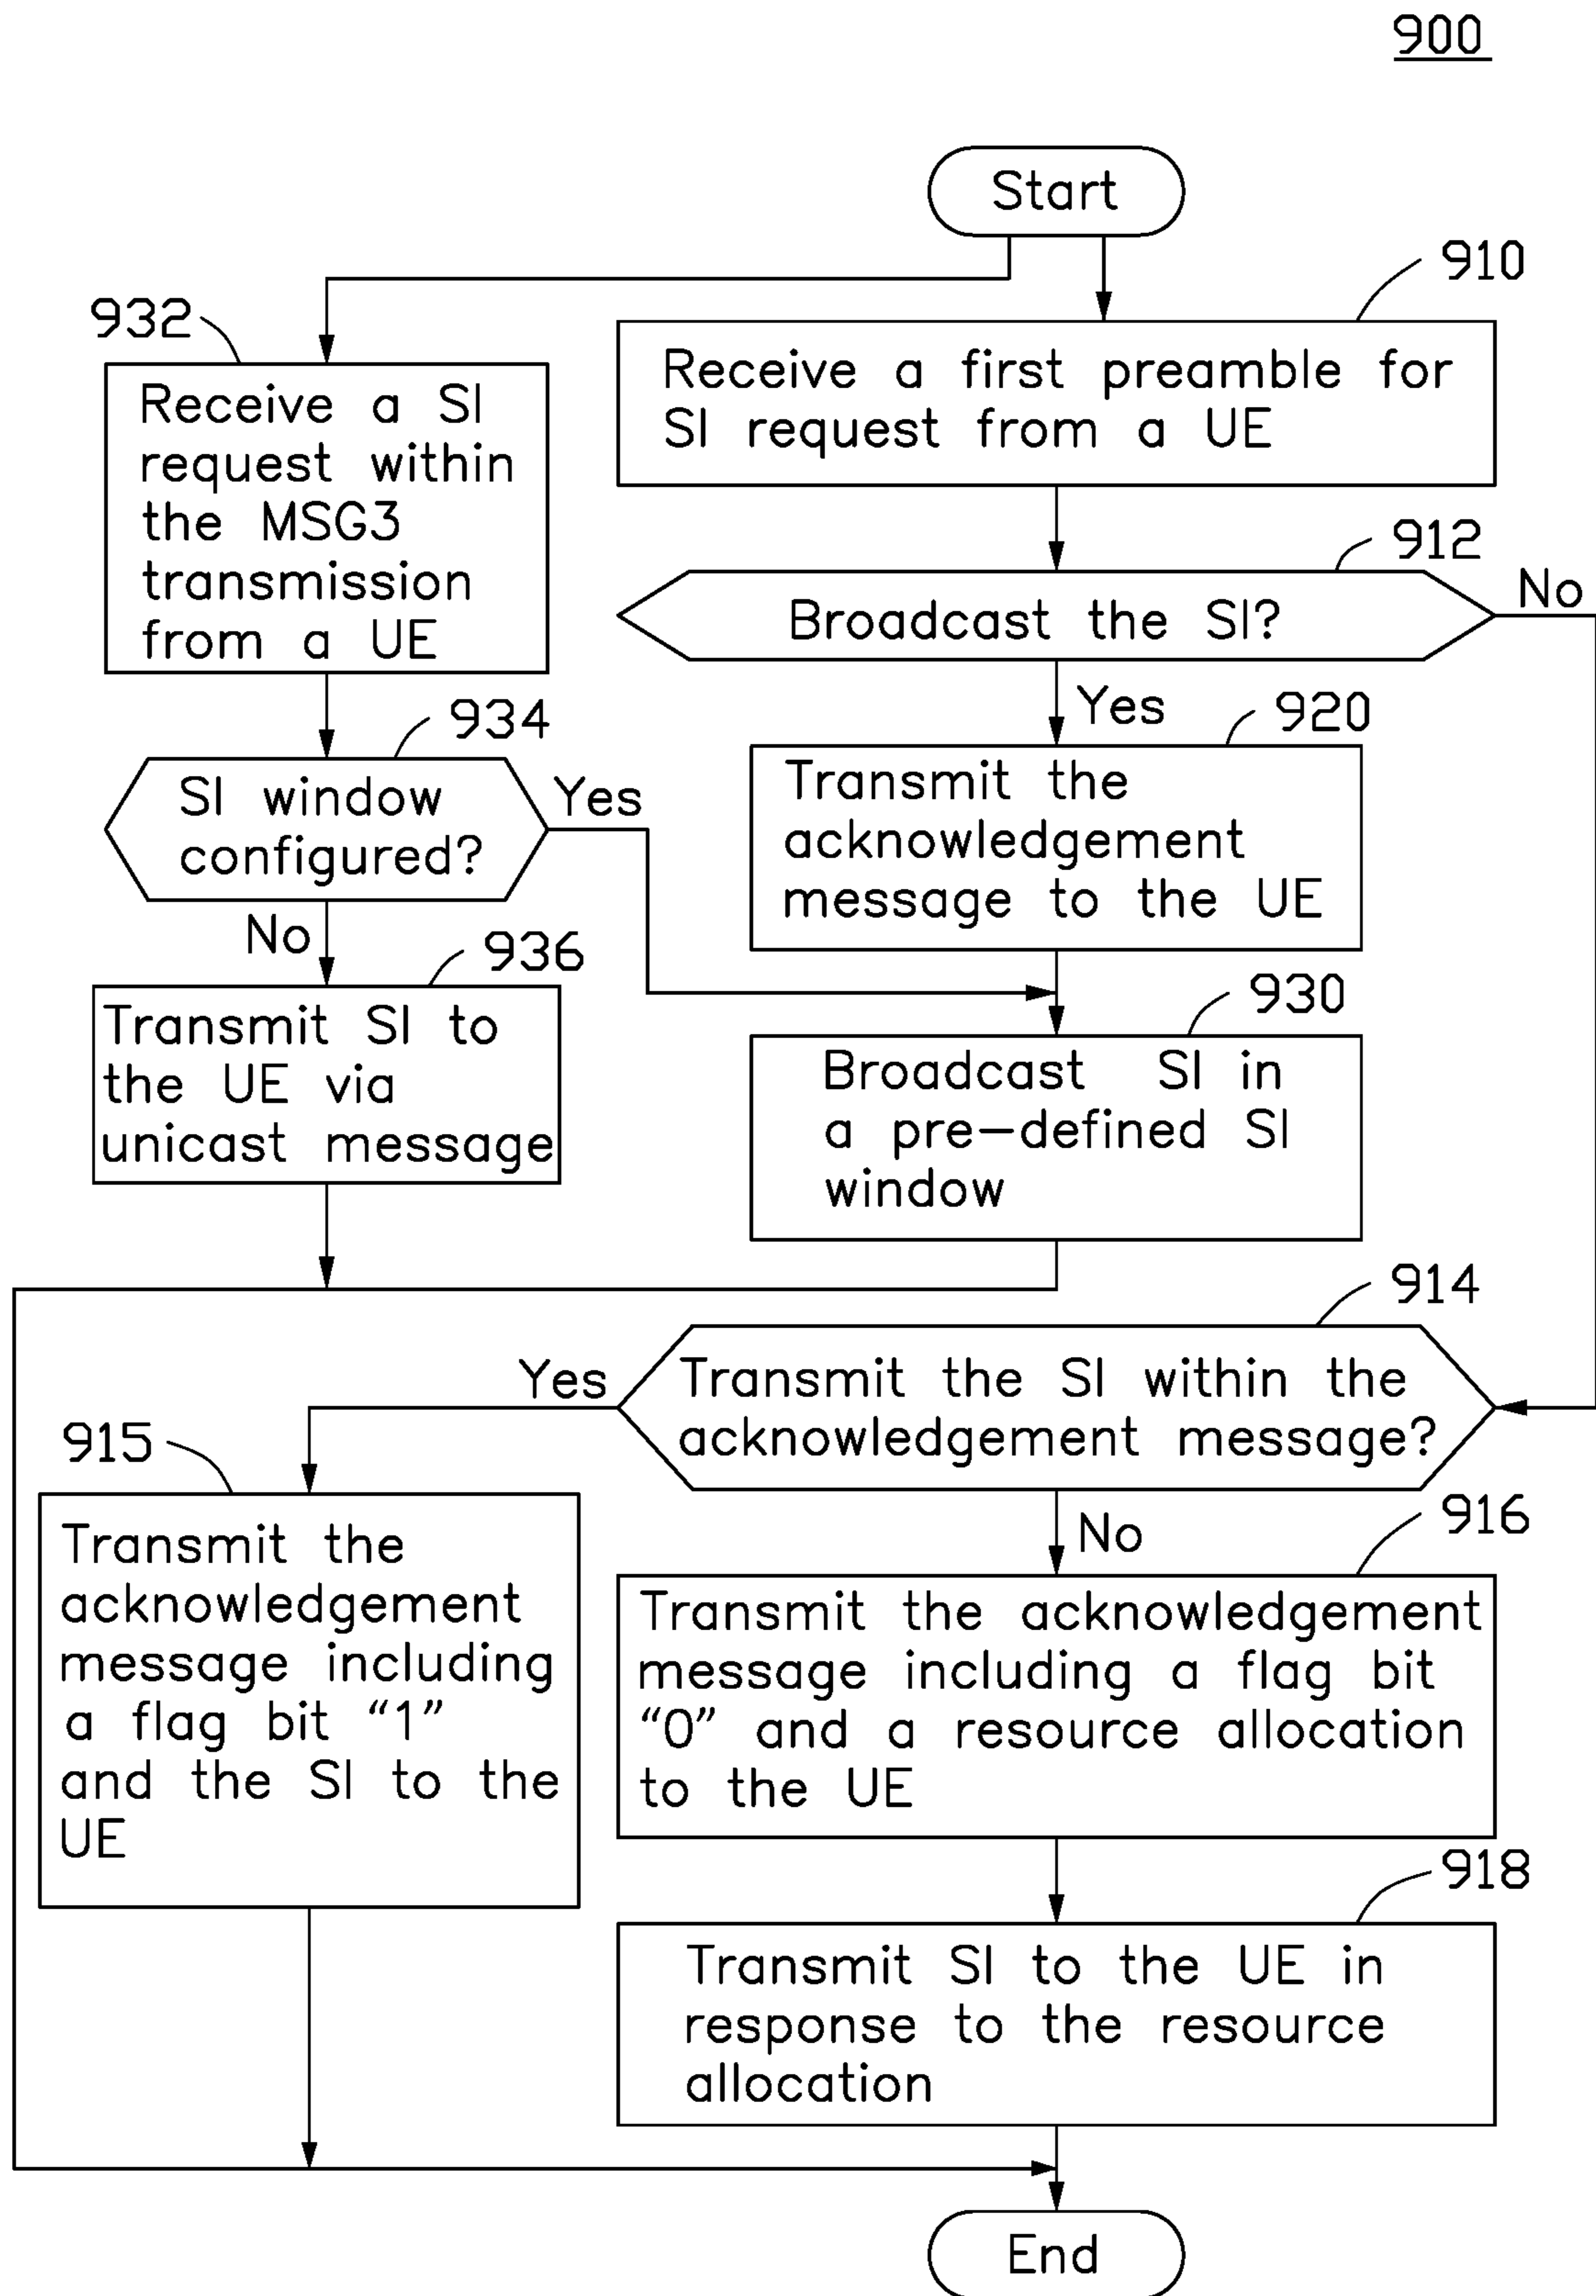 900
Start
910
932
Receive a first preamble for
SI request from a UE
Receive a SI
request within
the MSG3
transmission
from a UE
912
No
Broadcast the SI?
934
Yes
920
SI window
configured?
Yes
Transmit the
acknowledgement
message to the UE
No
936
930
Transmit SI to
the UE via
unicast message
Broadcast SI in
a pre-defined SI
window
914
Yes
Transmit the SI within the
acknowledgement message?
915
No
916
Transmit the
acknowledgement
message including
a flag bit “1”
and the SI to the
UE
Transmit the acknowledgement
message including a flag bit
“0” and a resource allocation
to the UE
918
Transmit SI to the UE in
response to the resource
allocation
End